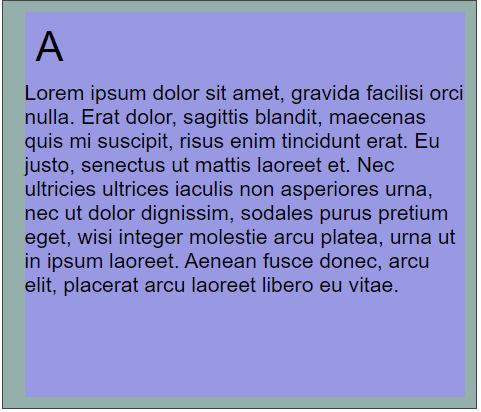 A
Lorem ipsum dolor sit amet, gravida facilisi orci
nulla. Erat dolor, sagittis blandit, maecenas
quis mi suscipit, risus enim tincidunt erat. Eu
justo, senectus ut mattis laoreet et. Nec
ultricies ultrices iaculis non asperiores urna,
nec ut dolor dignissim, sodales purus pretium
eget, wisi integer molestie arcu platea, urna ut
in ipsum laoreet. Aenean fusce donec, arcu
elit, placerat arcu laoreet libero eu vitae.